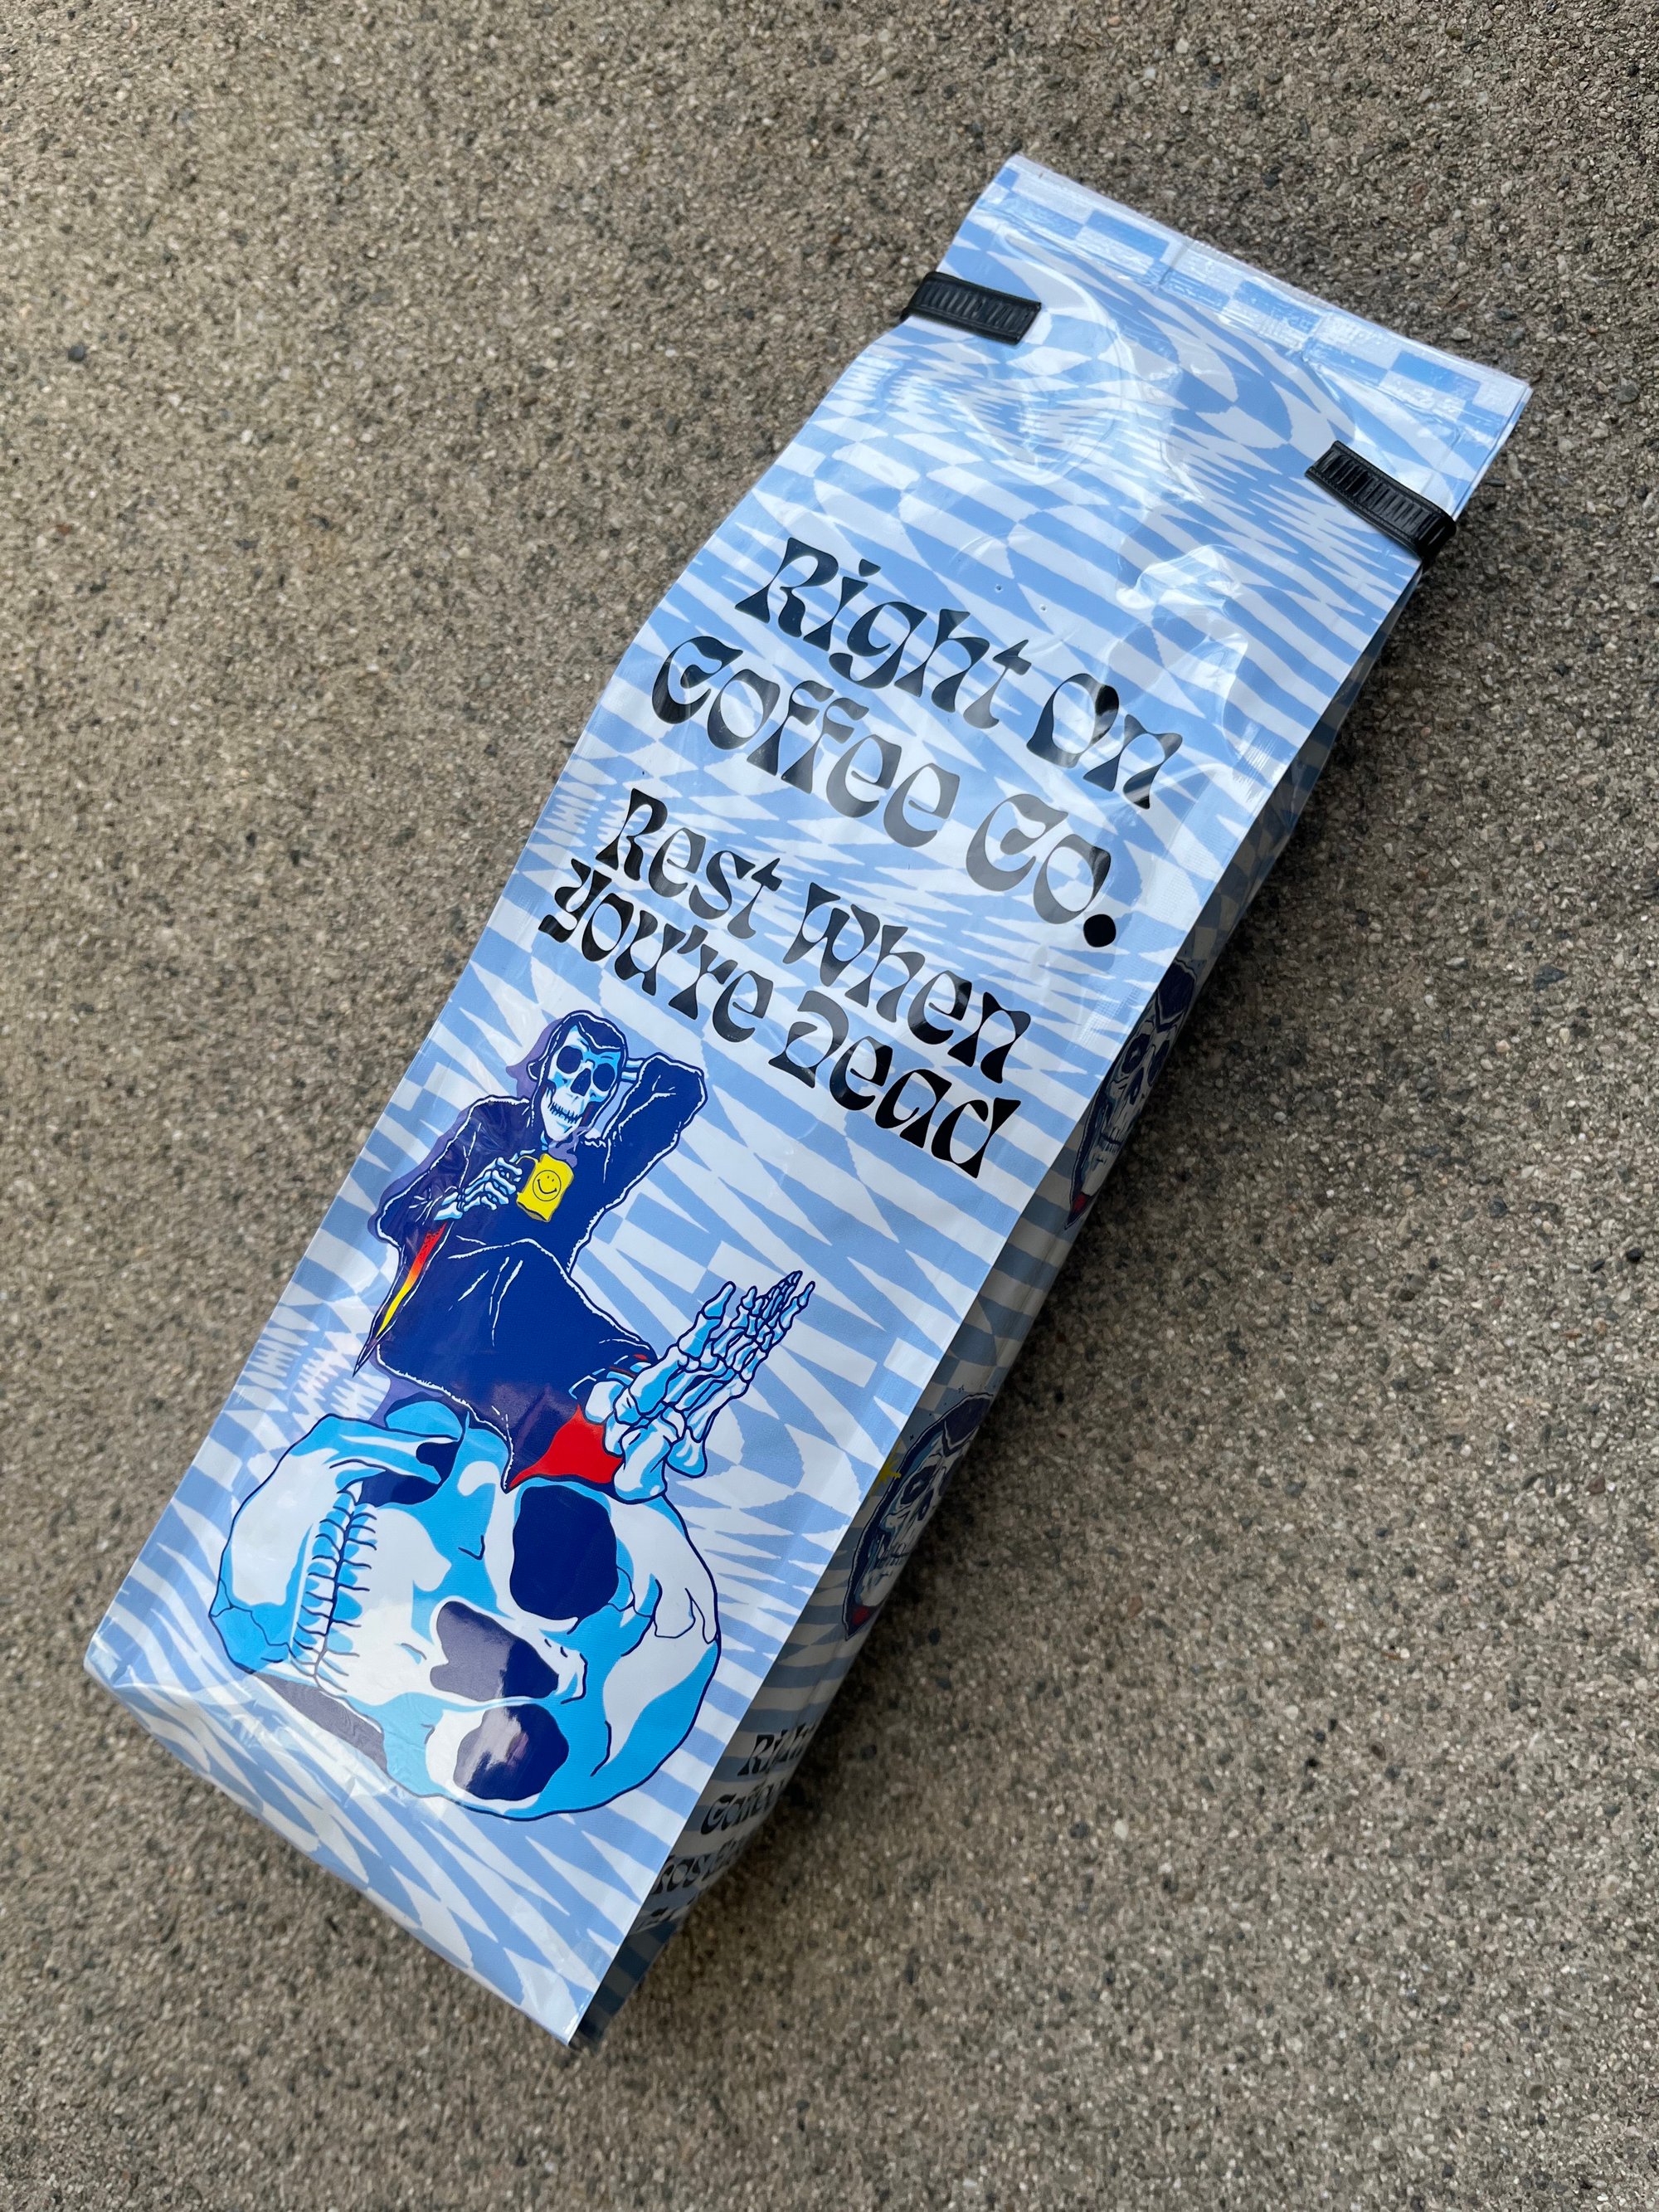 Right On
Coffee Co.
Rest When
You're Dead